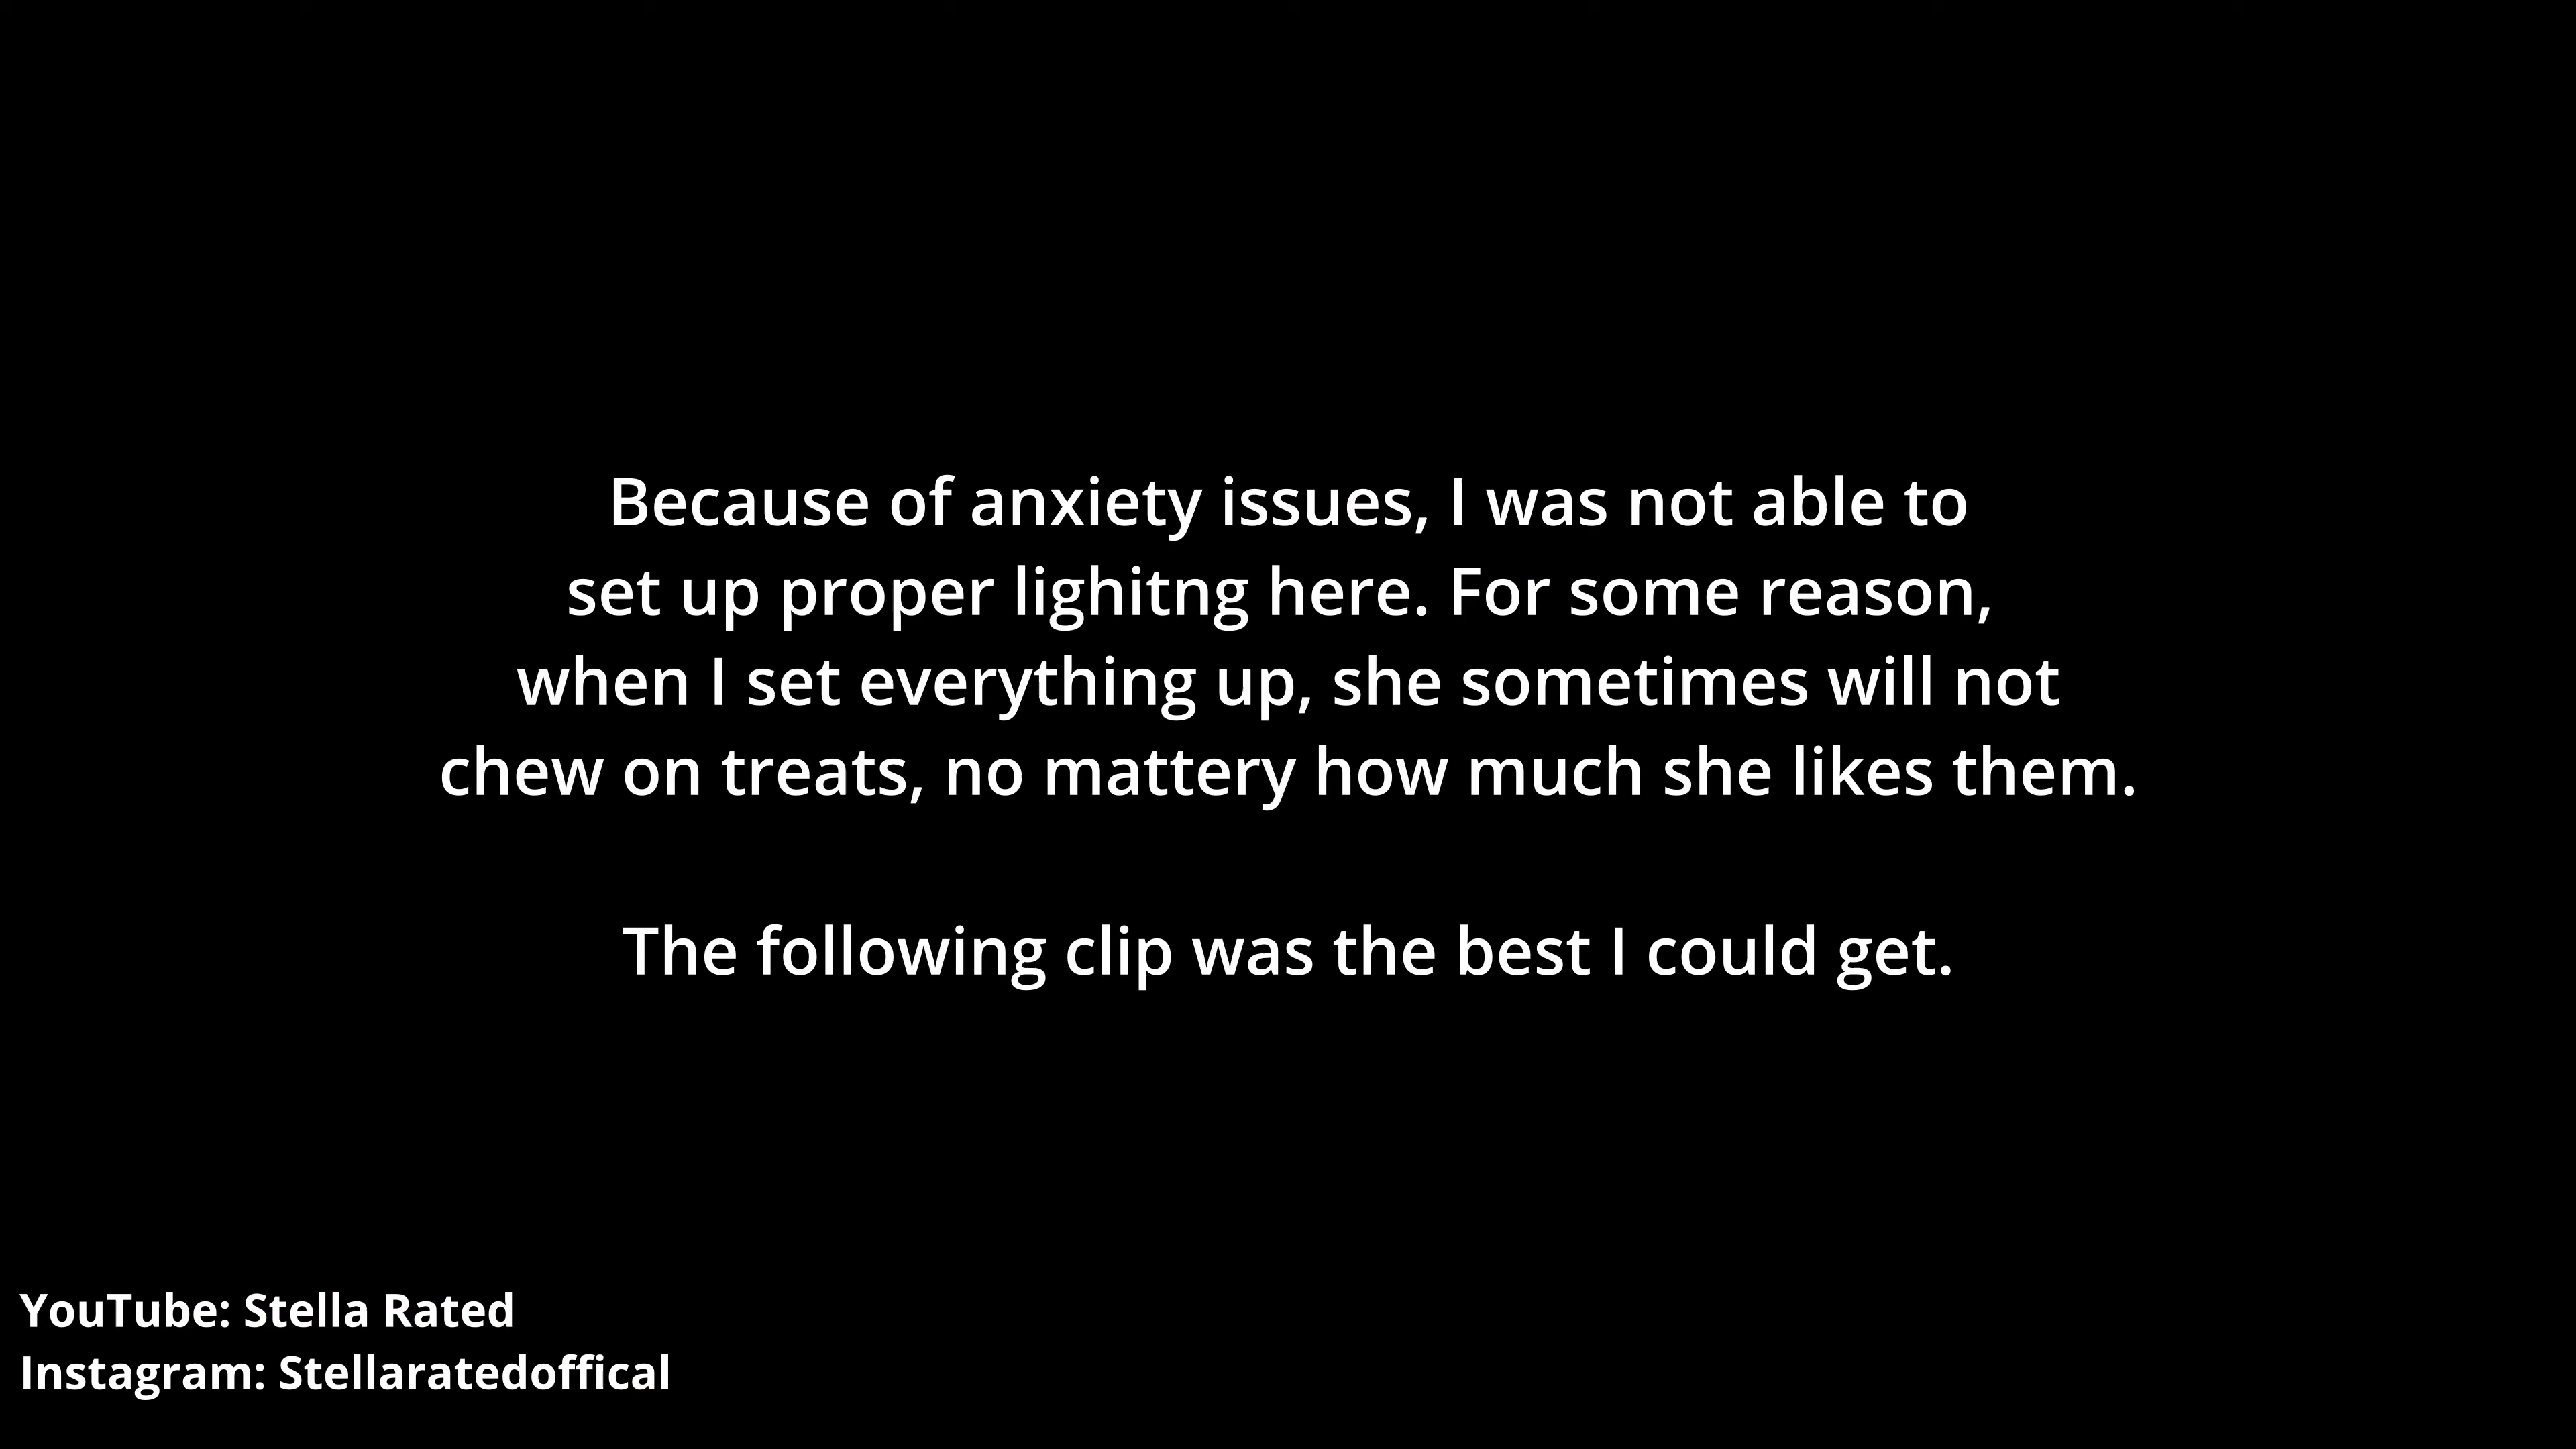 Because of anxiety issues, I was not able to
set up proper lighitng here. For some reason,
when I set everything up, she sometimes will not
chew on treats, no mattery how much she likes them.
The following clip was the best I could get.
YouTube: Stella Rated
Instagram: Stellaratedoffical